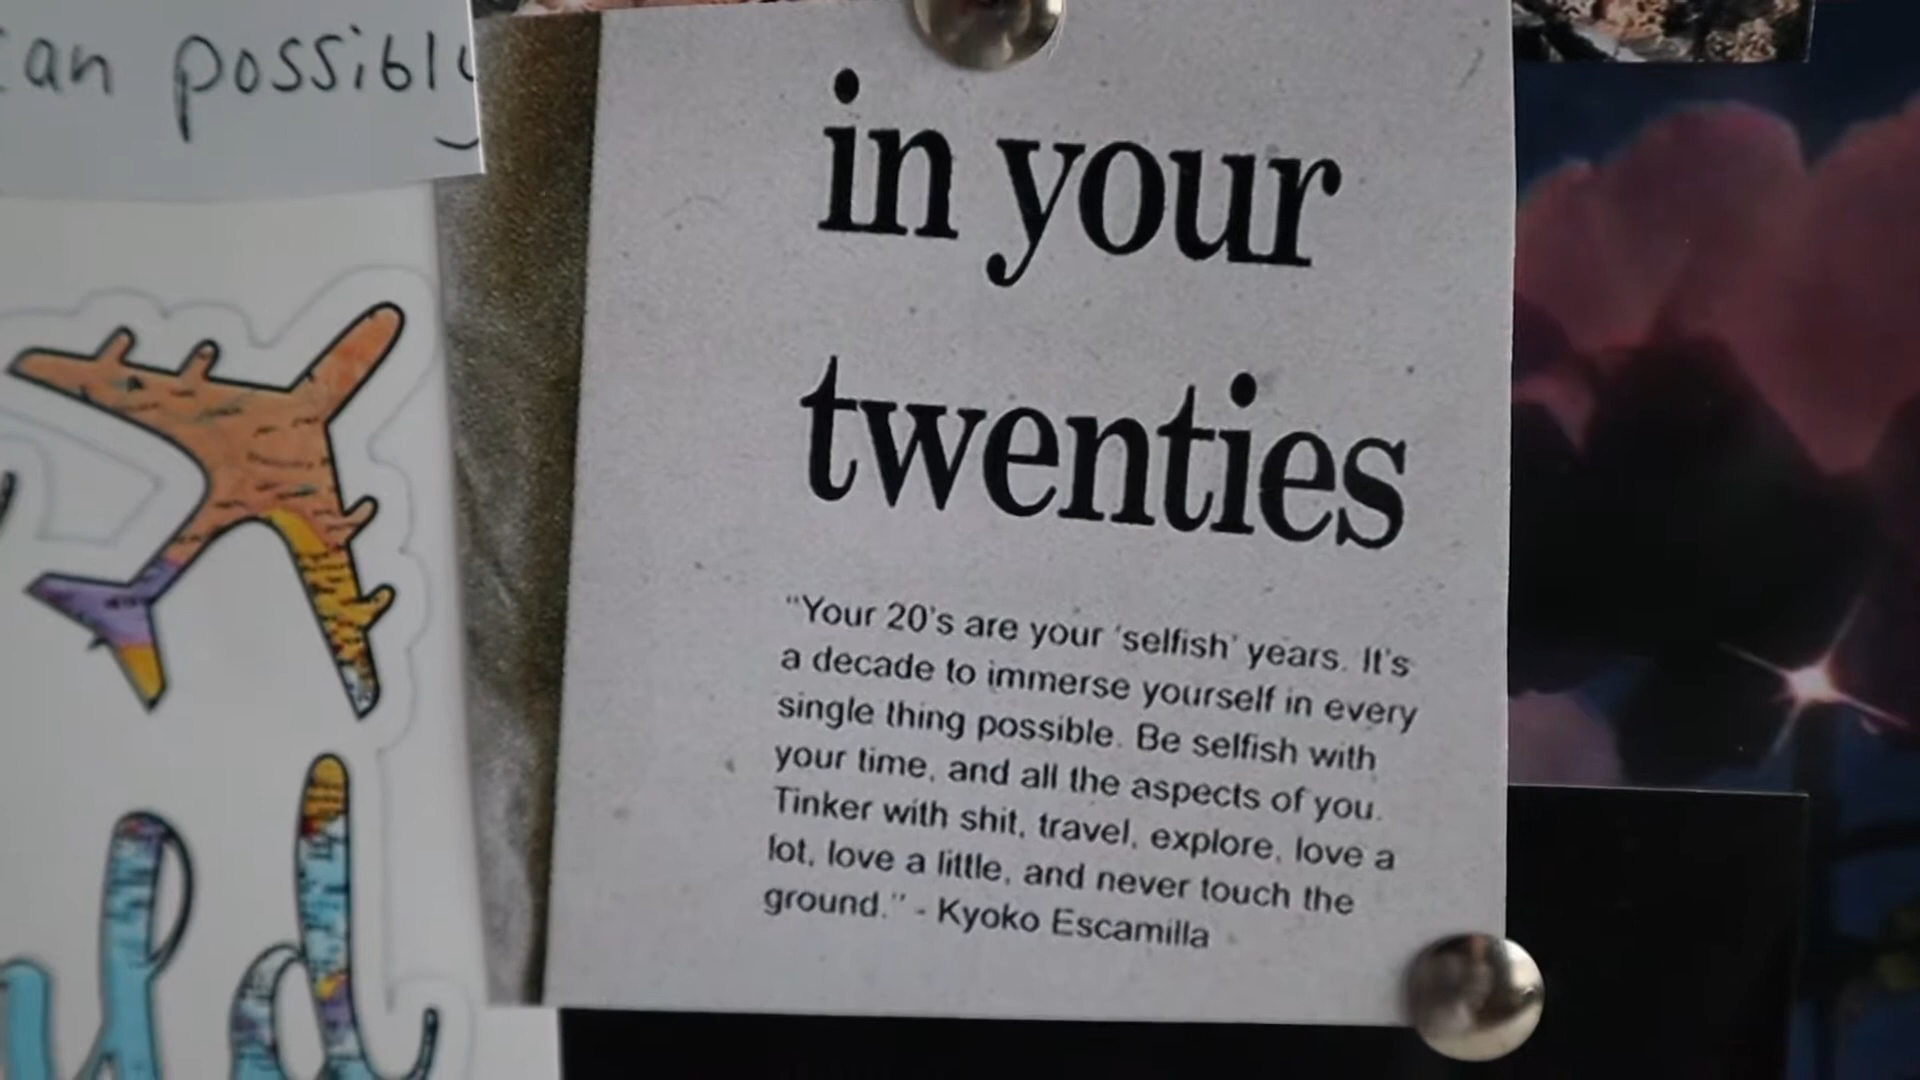 can possibly
in your
twenties
"Your 20's are your 'selfish' years. It's
a decade to immerse yourself in every
single thing possible. Be selfish with
your time, and all the aspects of you.
Tinker with shit, travel, explore, love a
lot, love a little, and never touch the
ground." - Kyoko Escamilla
ld